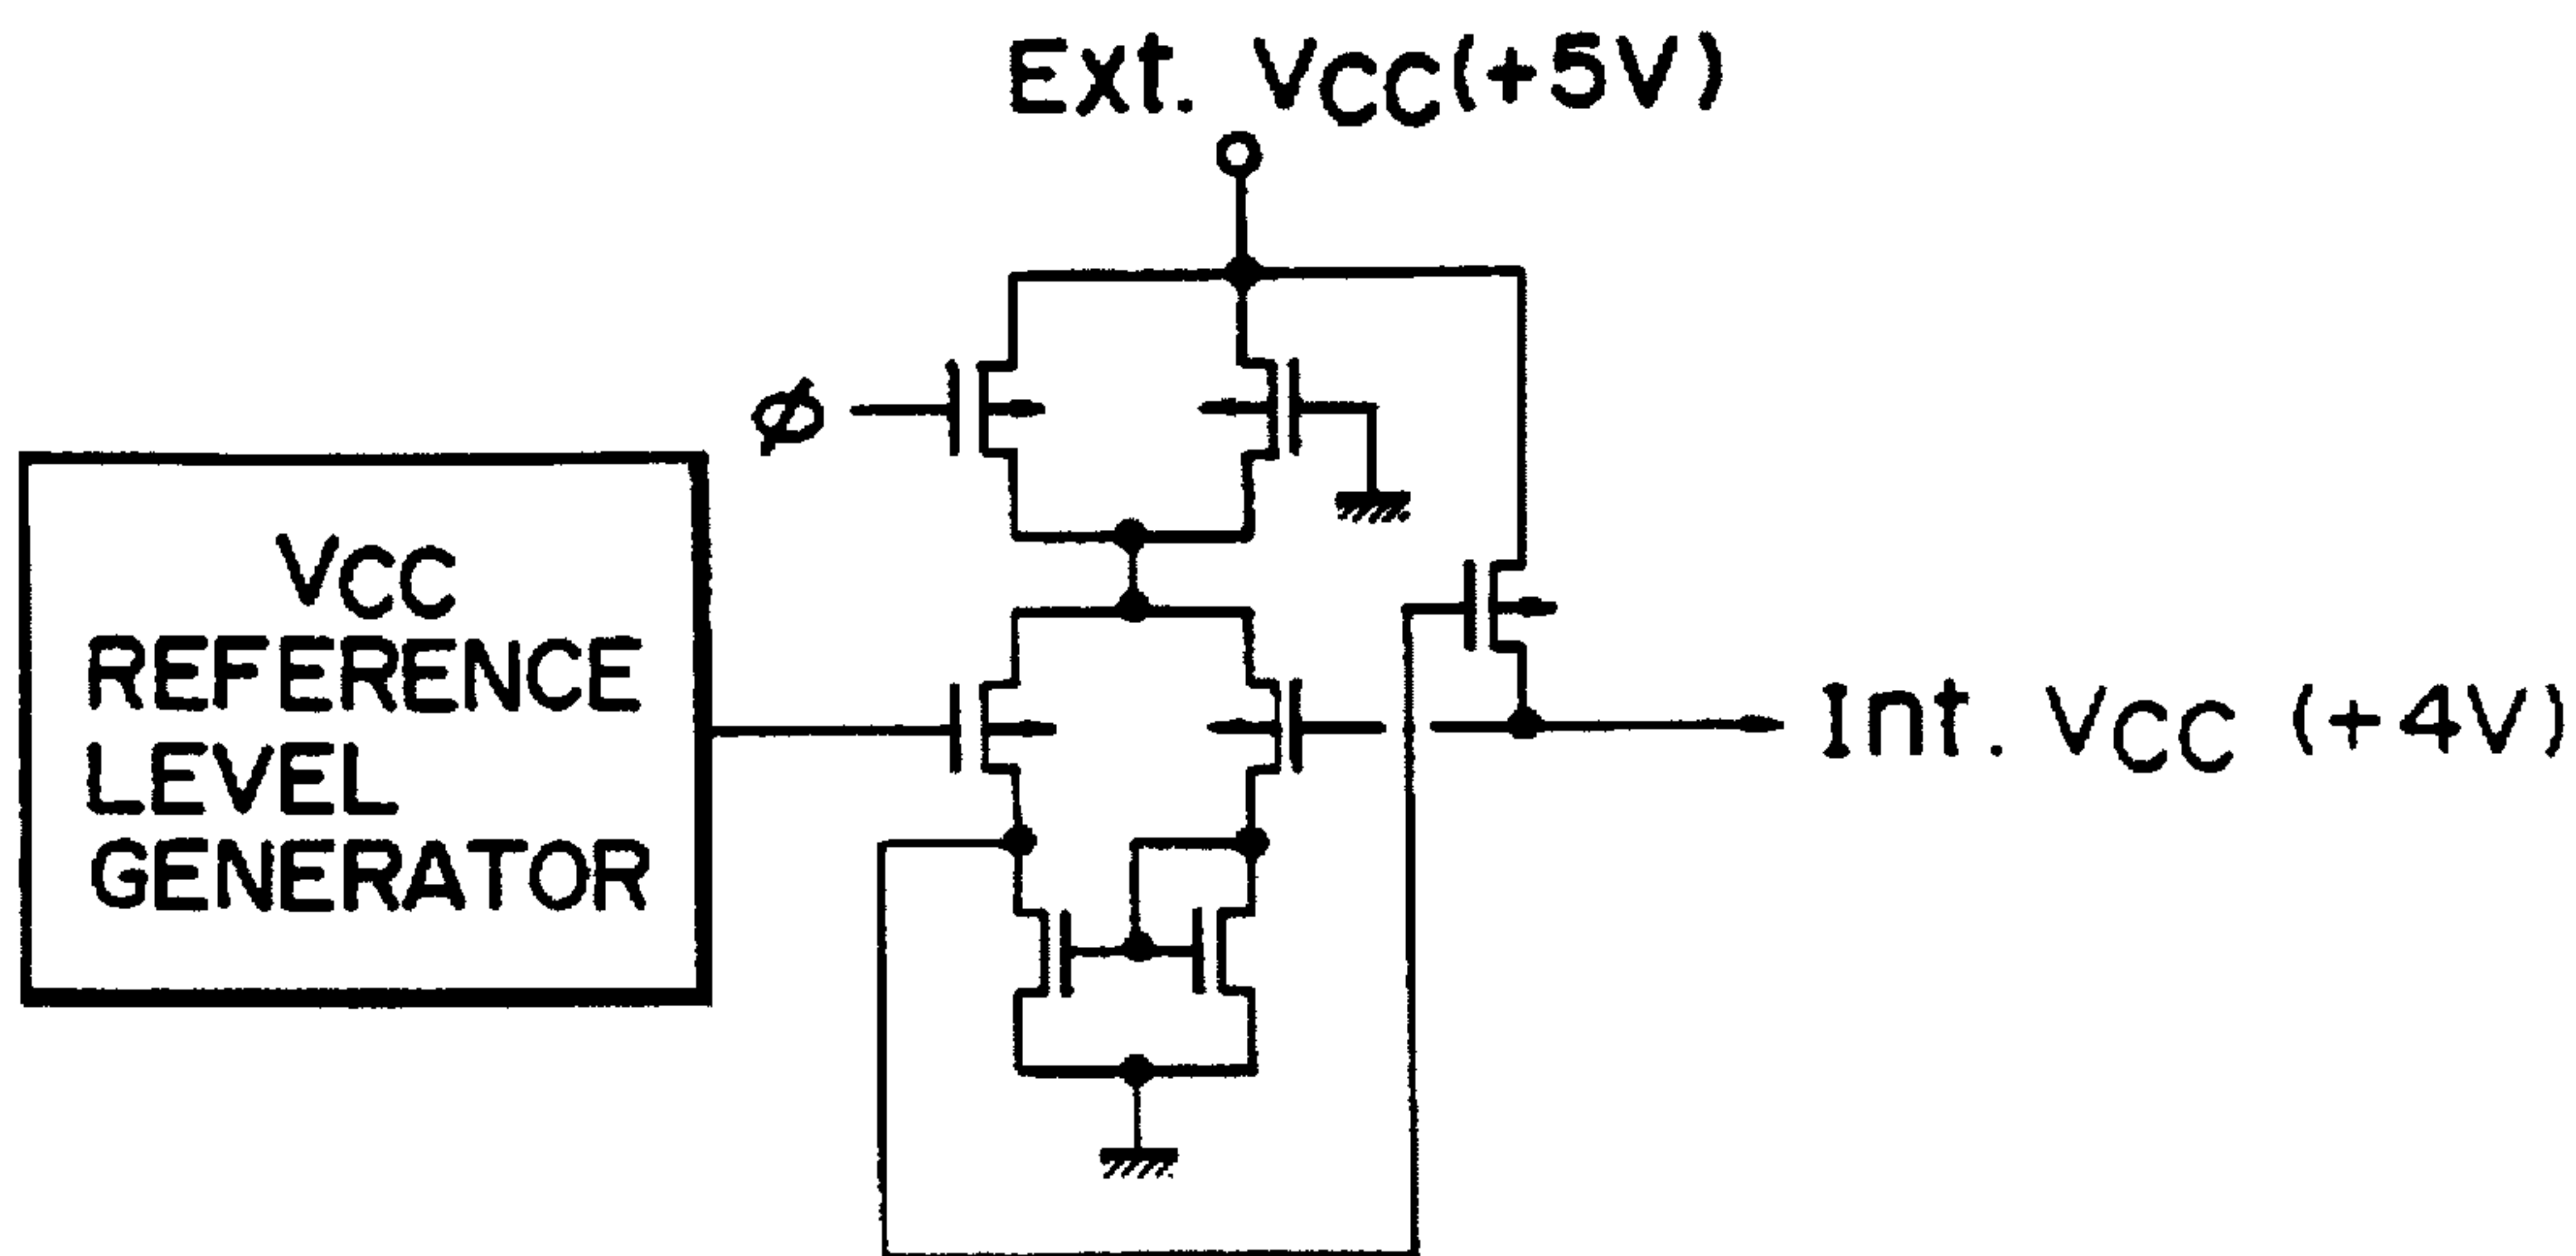 Ext. VCC(+5V)
ø
VCC
REFERENCE
LEVEL
GENERATOR
Int. VCC (+4V)